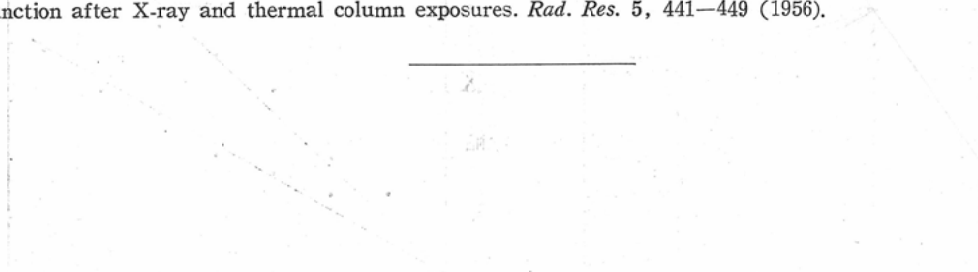 nction after X-ray and thermal column exposures. Rad. Res. 5, 441—449 (1956).